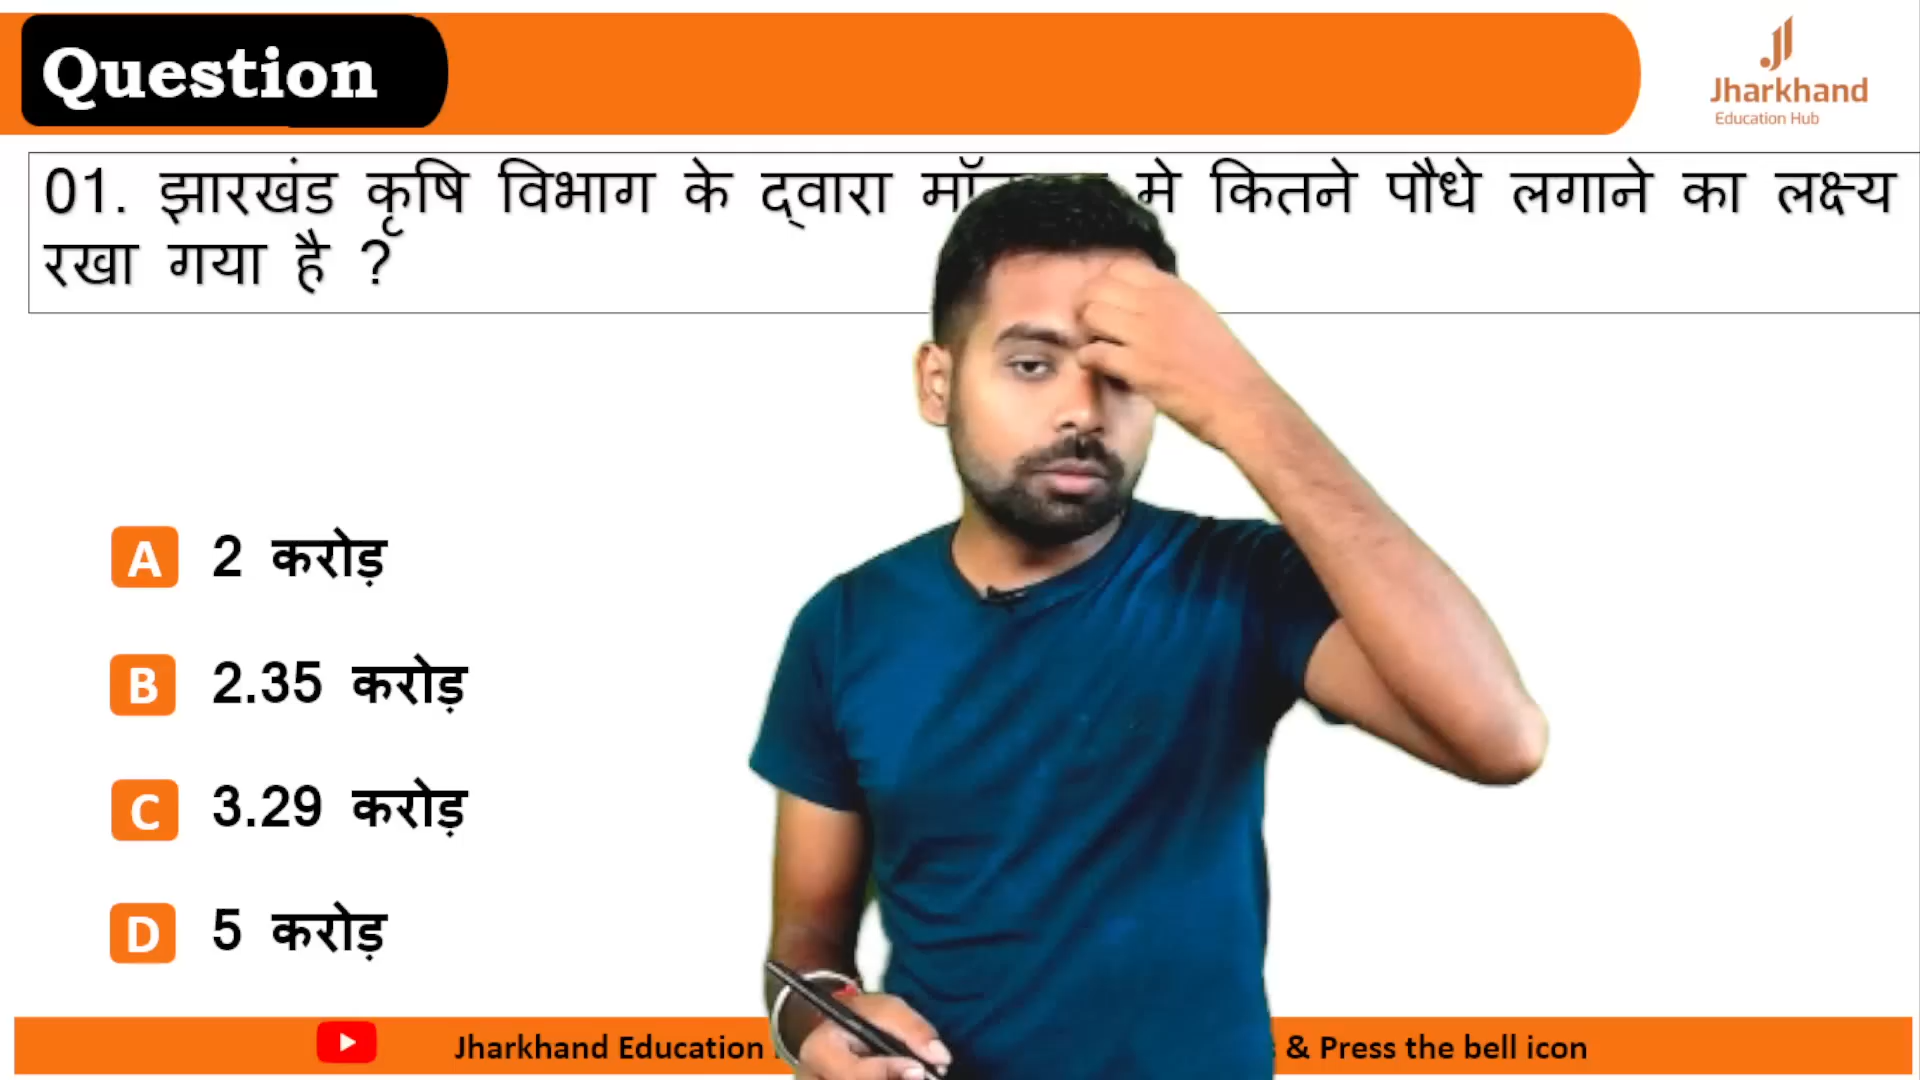 Question
Jharkhand
Education Hub
01. झारखंड कृषि विभाग के द्वारा मे कितने पौधे लगाने का लक्ष्य
रखा गया है ?
A 2 करोड़
B 2.35 करोड़
C 3.29 करोड़
D 5 करोड़
Jharkhand Education & Press the bell icon